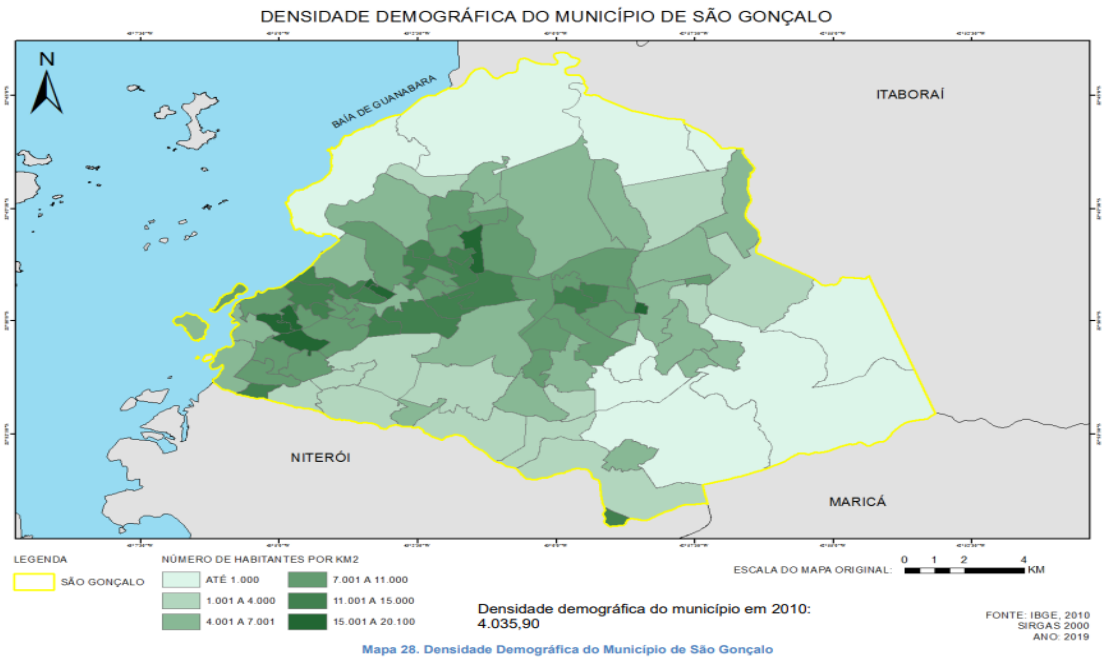 DENSIDADE DEMOGRÁFICA DO MUNICÍPIO DE SÃO GONÇALO
N
BAÍA DE GUANABARA
ITABORAÍ
NITERÓI
MARICÁ
LEGENDA
SÃO GONÇALO
NÚMERO DE HABITANTES POR KM2
ATÉ 1.000
1.001 A 4.000
4.001 A 7.001
7.001 A 11.000
11.001 A 15.000
15.001 A 20.100
ESCALA DO MAPA ORIGINAL:
0 1 2 4
KM
Densidade demográfica do município em 2010:
4.035,90
FONTE: IBGE, 2010
SIRGAS 2000
ANO: 2019
Mapa 28. Densidade Demográfica do Município de São Gonçalo